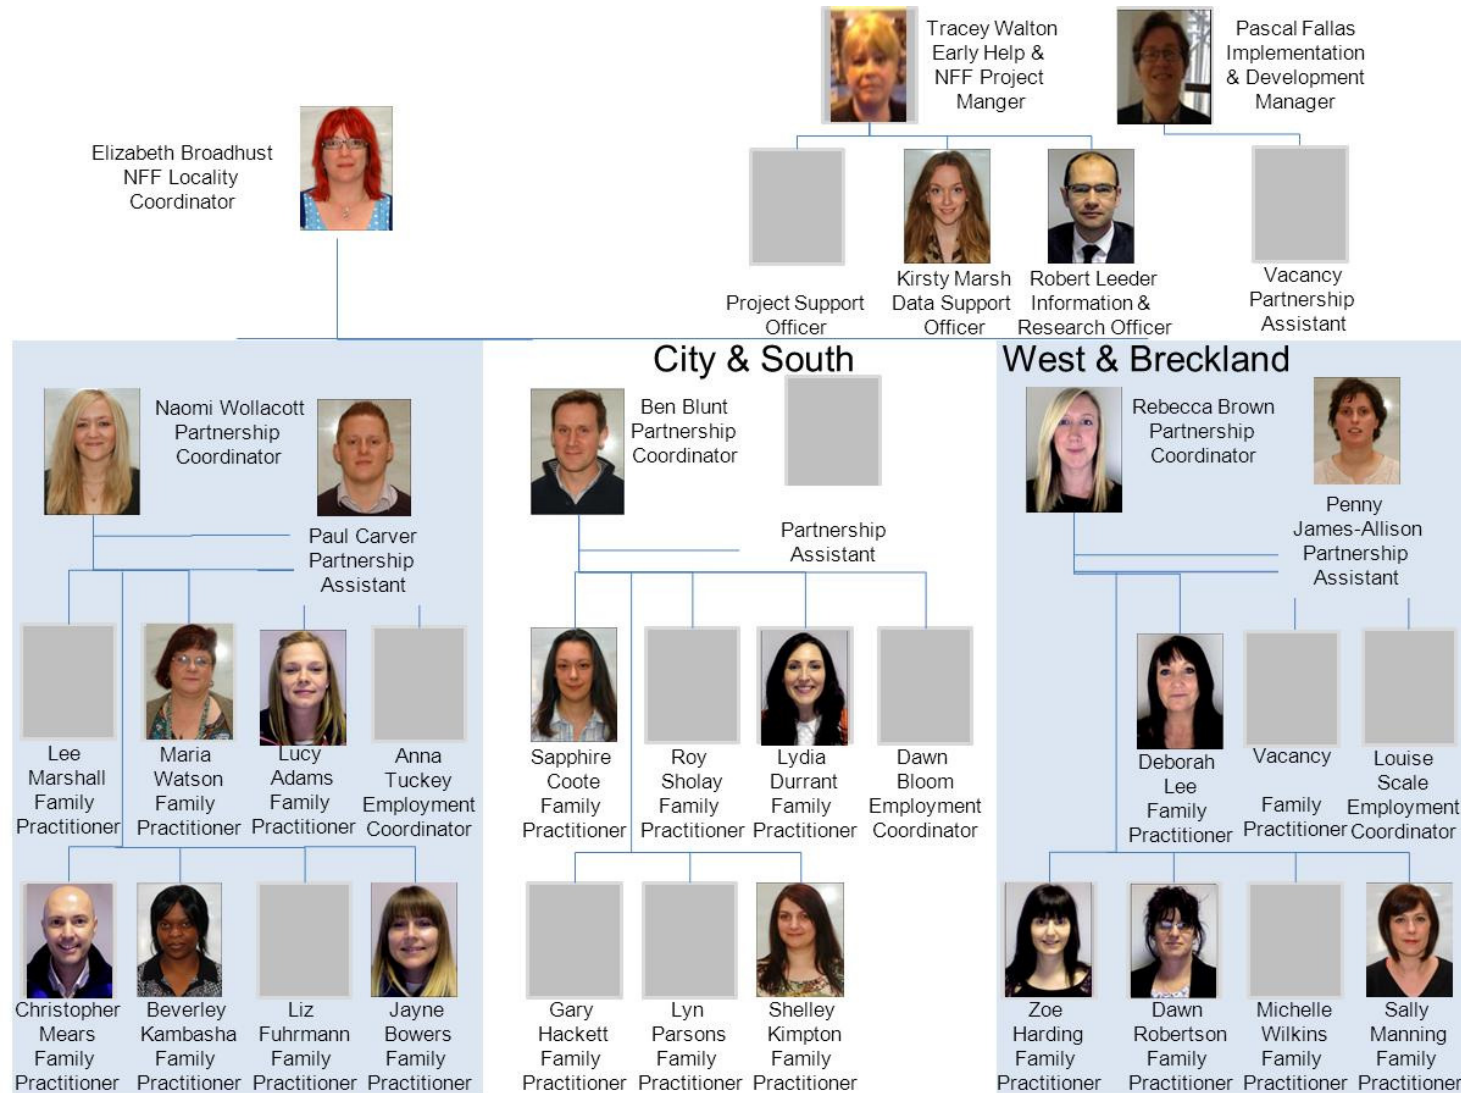 Tracey Walton
Early Help &
NFF Project
Manger
Pascal Fallas
Implementation
& Development
Manager
Elizabeth Broadhust
NFF Locality
Coordinator
Project Support
Officer
Kirsty Marsh
Data Support
Officer
Robert Leeder
Information &
Research Officer
Vacancy
Partnership
Assistant
City & South
West & Breckland
Naomi Wollacott
Partnership
Coordinator
Paul Carver
Partnership
Assistant
Ben Blunt
Partnership
Coordinator
Partnership
Assistant
Rebecca Brown
Partnership
Coordinator
Penny
James-Allison
Partnership
Assistant
Lee
Marshall
Family
Practitioner
Maria
Watson
Family
Practitioner
Lucy
Adams
Family
Practitioner
Anna
Tuckey
Employment
Coordinator
Sapphire
Coote
Family
Practitioner
Roy
Sholay
Family
Practitioner
Lydia
Durrant
Family
Practitioner
Dawn
Bloom
Employment
Coordinator
Deborah
Lee
Family
Practitioner
Vacancy
Family
Practitioner
Louise
Scale
Employment
Coordinator
Christopher
Mears
Family
Practitioner
Beverley
Kambasha
Family
Practitioner
Liz
Fuhrmann
Family
Practitioner
Jayne
Bowers
Family
Practitioner
Gary
Hackett
Family
Practitioner
Lyn
Parsons
Family
Practitioner
Shelley
Kimpton
Family
Practitioner
Zoe
Harding
Family
Practitioner
Dawn
Robertson
Family
Practitioner
Michelle
Wilkins
Family
Practitioner
Sally
Manning
Family
Practitioner